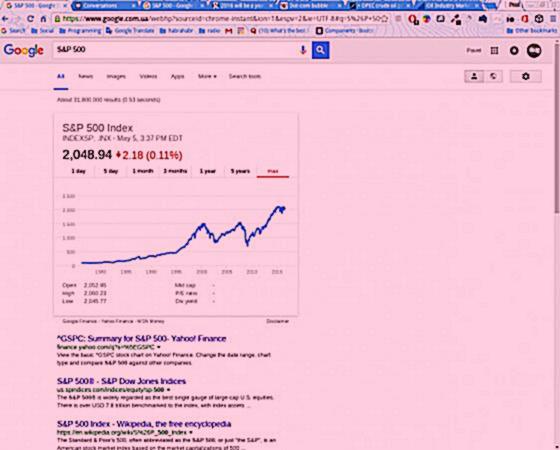 S&P 500 - Google
Conversations
S&P 500 - Google
2016 will be a
Dot com bubble
OPEC crude oil
https://www.google.com.ua/webhp?sourceid=chrome-instant&ion=1&espv=2&ie=UTF-8#q=S%26P+500
Search Social Programming Google Translate Habrahabr radio Q (10) What's the best Components · Boots Other bookmarks
Google S&P 500
All News Images Videos Apps More Search tools
About 31,800,000 results (0.53 seconds)
S&P 500 Index
INDEXSP: .INX - May 5, 3:37 PM EDT
2,048.94 2.18 (0.11%)
1 day 5 day 1 month 3 months 1 year 5 years max
2 500
2 000
1 500
1 000
500
0
1980 1985 1990 1995 2000 2005 2010 2015
Open 2,052.95 Mkt cap -
High 2,060.23 P/E ratio -
Low 2,045.77 Div yield -
Google Finance - Yahoo Finance - MSN Money Disclaimer
^GSPC: Summary for S&P 500- Yahoo! Finance
finance.yahoo.com/q?s=%5EGSPC
View the basic ^GSPC stock chart on Yahoo! Finance. Change the date range, chart
type and compare S&P 500 against other companies.
S&P 500® - S&P Dow Jones Indices
us.spindices.com/indices/equity/sp-500
The S&P 500® is widely regarded as the best single gauge of large cap U.S. equities.
There is over USD 7.8 trillion benchmarked to the index, with index assets ...
S&P 500 Index - Wikipedia, the free encyclopedia
https://en.wikipedia.org/wiki/S%26P_500_Index
The Standard & Poor's 500, often abbreviated as the S&P 500, or just "the S&P", is an
American stock market index based on the market capitalizations of 500 ...